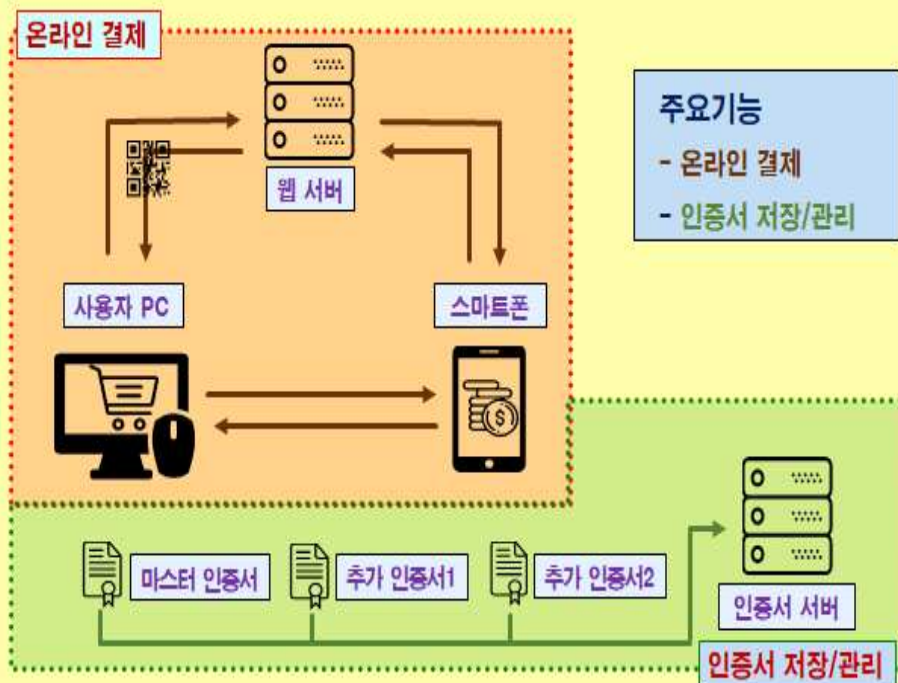 온라인 결제
웹 서버
주요기능
- 온라인 결제
- 인증서 저장/관리
사용자 PC
스마트폰
$
마스터 인증서
추가 인증서1
추가 인증서2
인증서 서버
인증서 저장/관리